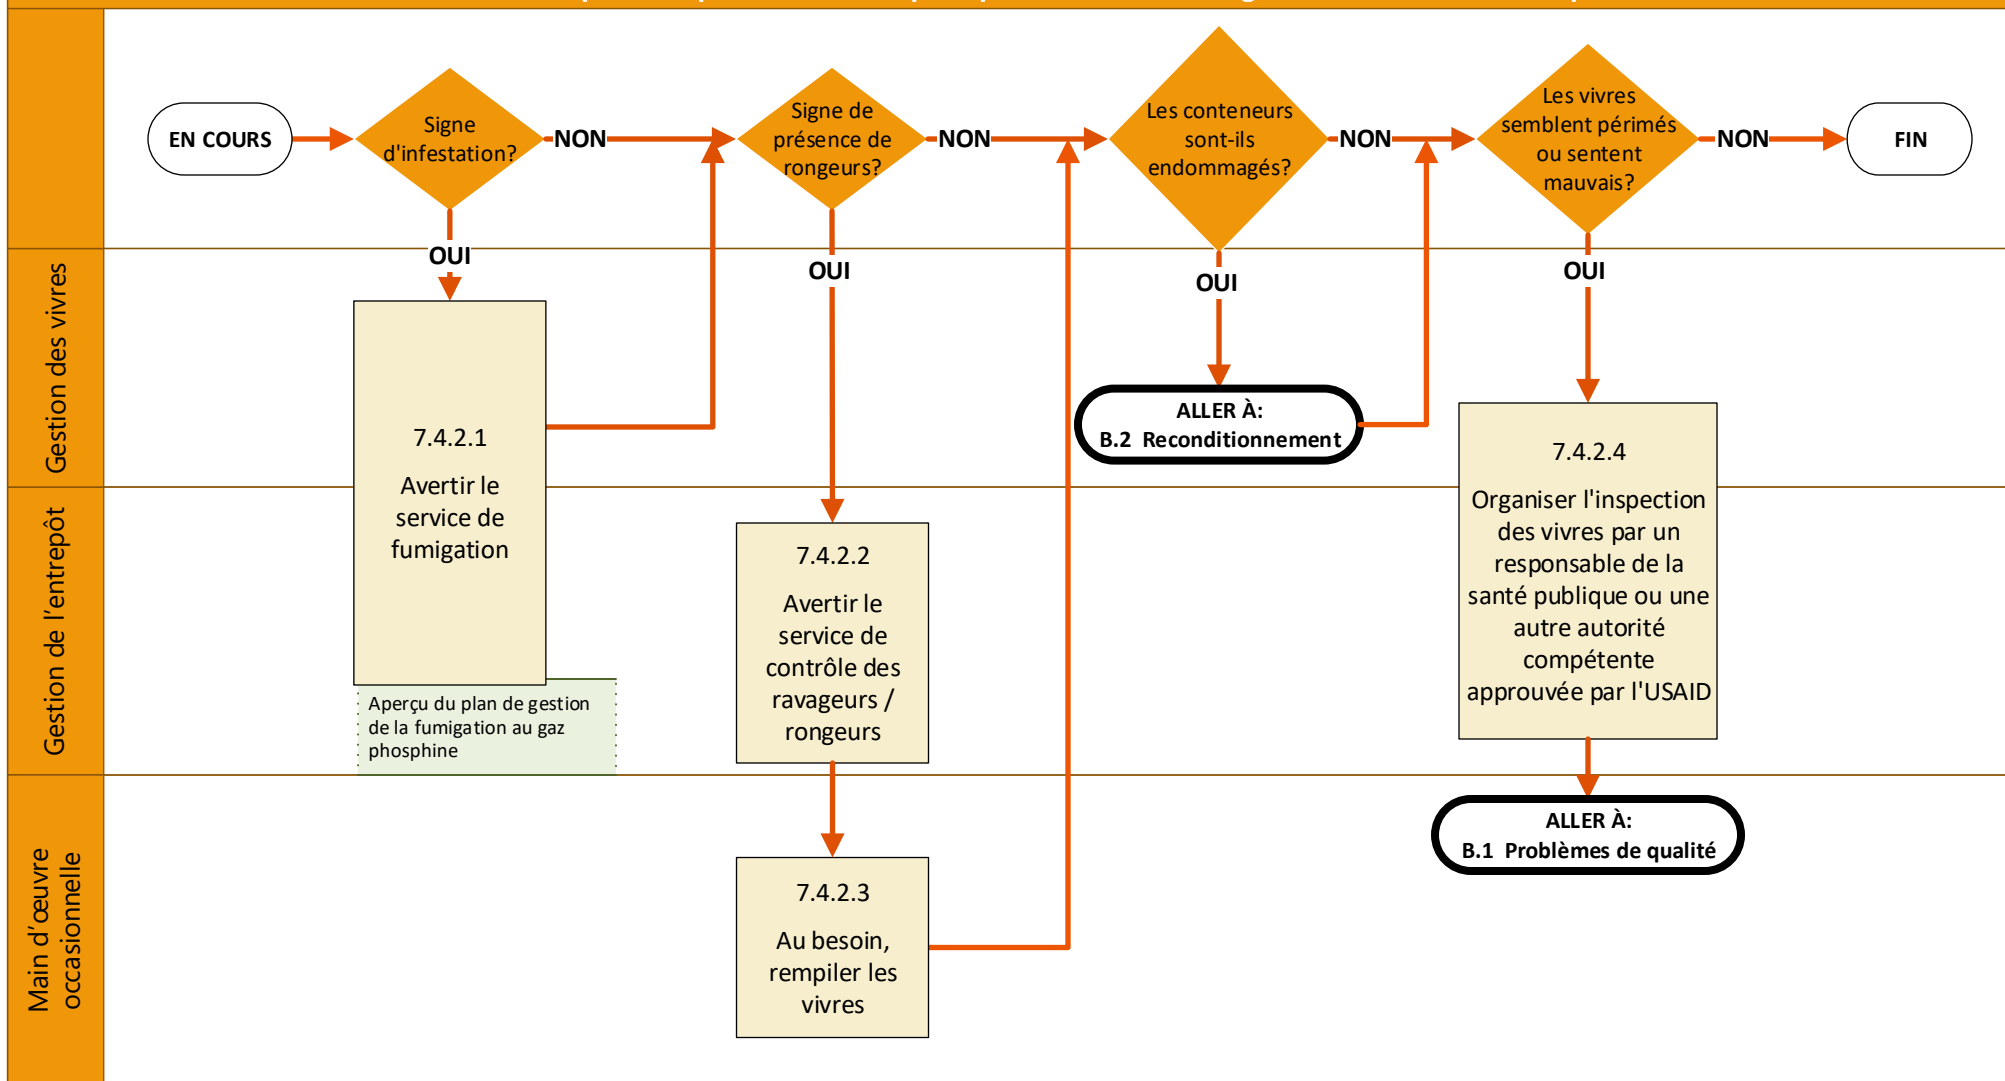 EN COURS
Signe
d'infestation?
NON
Signe de
présence de
rongeurs?
NON
Les conteneurs
sont-ils
endommagés?
NON
Les vivres
semblent périmés
ou sentent
mauvais?
NON
FIN
OUI
OUI
OUI
OUI
Gestion des vivres
7.4.2.1
Avertir le
service de
fumigation
ALLER À:
B.2 Reconditionnement
7.4.2.4
Organiser l'inspection
des vivres par un
responsable de la
santé publique ou une
autre autorité
compétente
approuvée par l'USAID
Gestion de l'entrepôt
7.4.2.2
Avertir le
service de
contrôle des
ravageurs /
rongeurs
Aperçu du plan de gestion
de la fumigation au gaz
phosphine
ALLER À:
B.1 Problèmes de qualité
Main d'œuvre
occasionnelle
7.4.2.3
Au besoin,
rempiler les
vivres